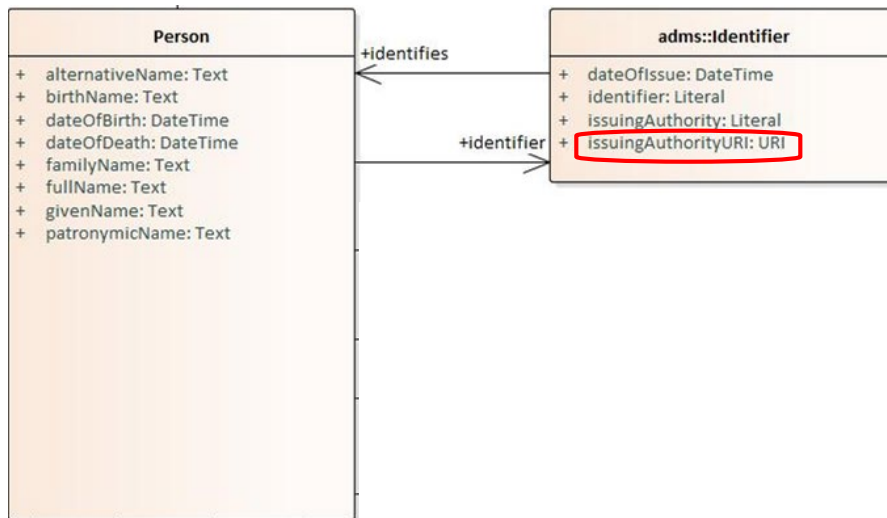 Person
+ alternativeName: Text
+ birthName: Text
+ dateOfBirth: DateTime
+ dateOfDeath: DateTime
+ familyName: Text
+ fullName: Text
+ givenName: Text
+ patronymicName: Text
+identifies
+identifier
adms::Identifier
+ dateOfIssue: DateTime
+ identifier: Literal
+ issuingAuthority: Literal
+ issuingAuthorityURI: URI